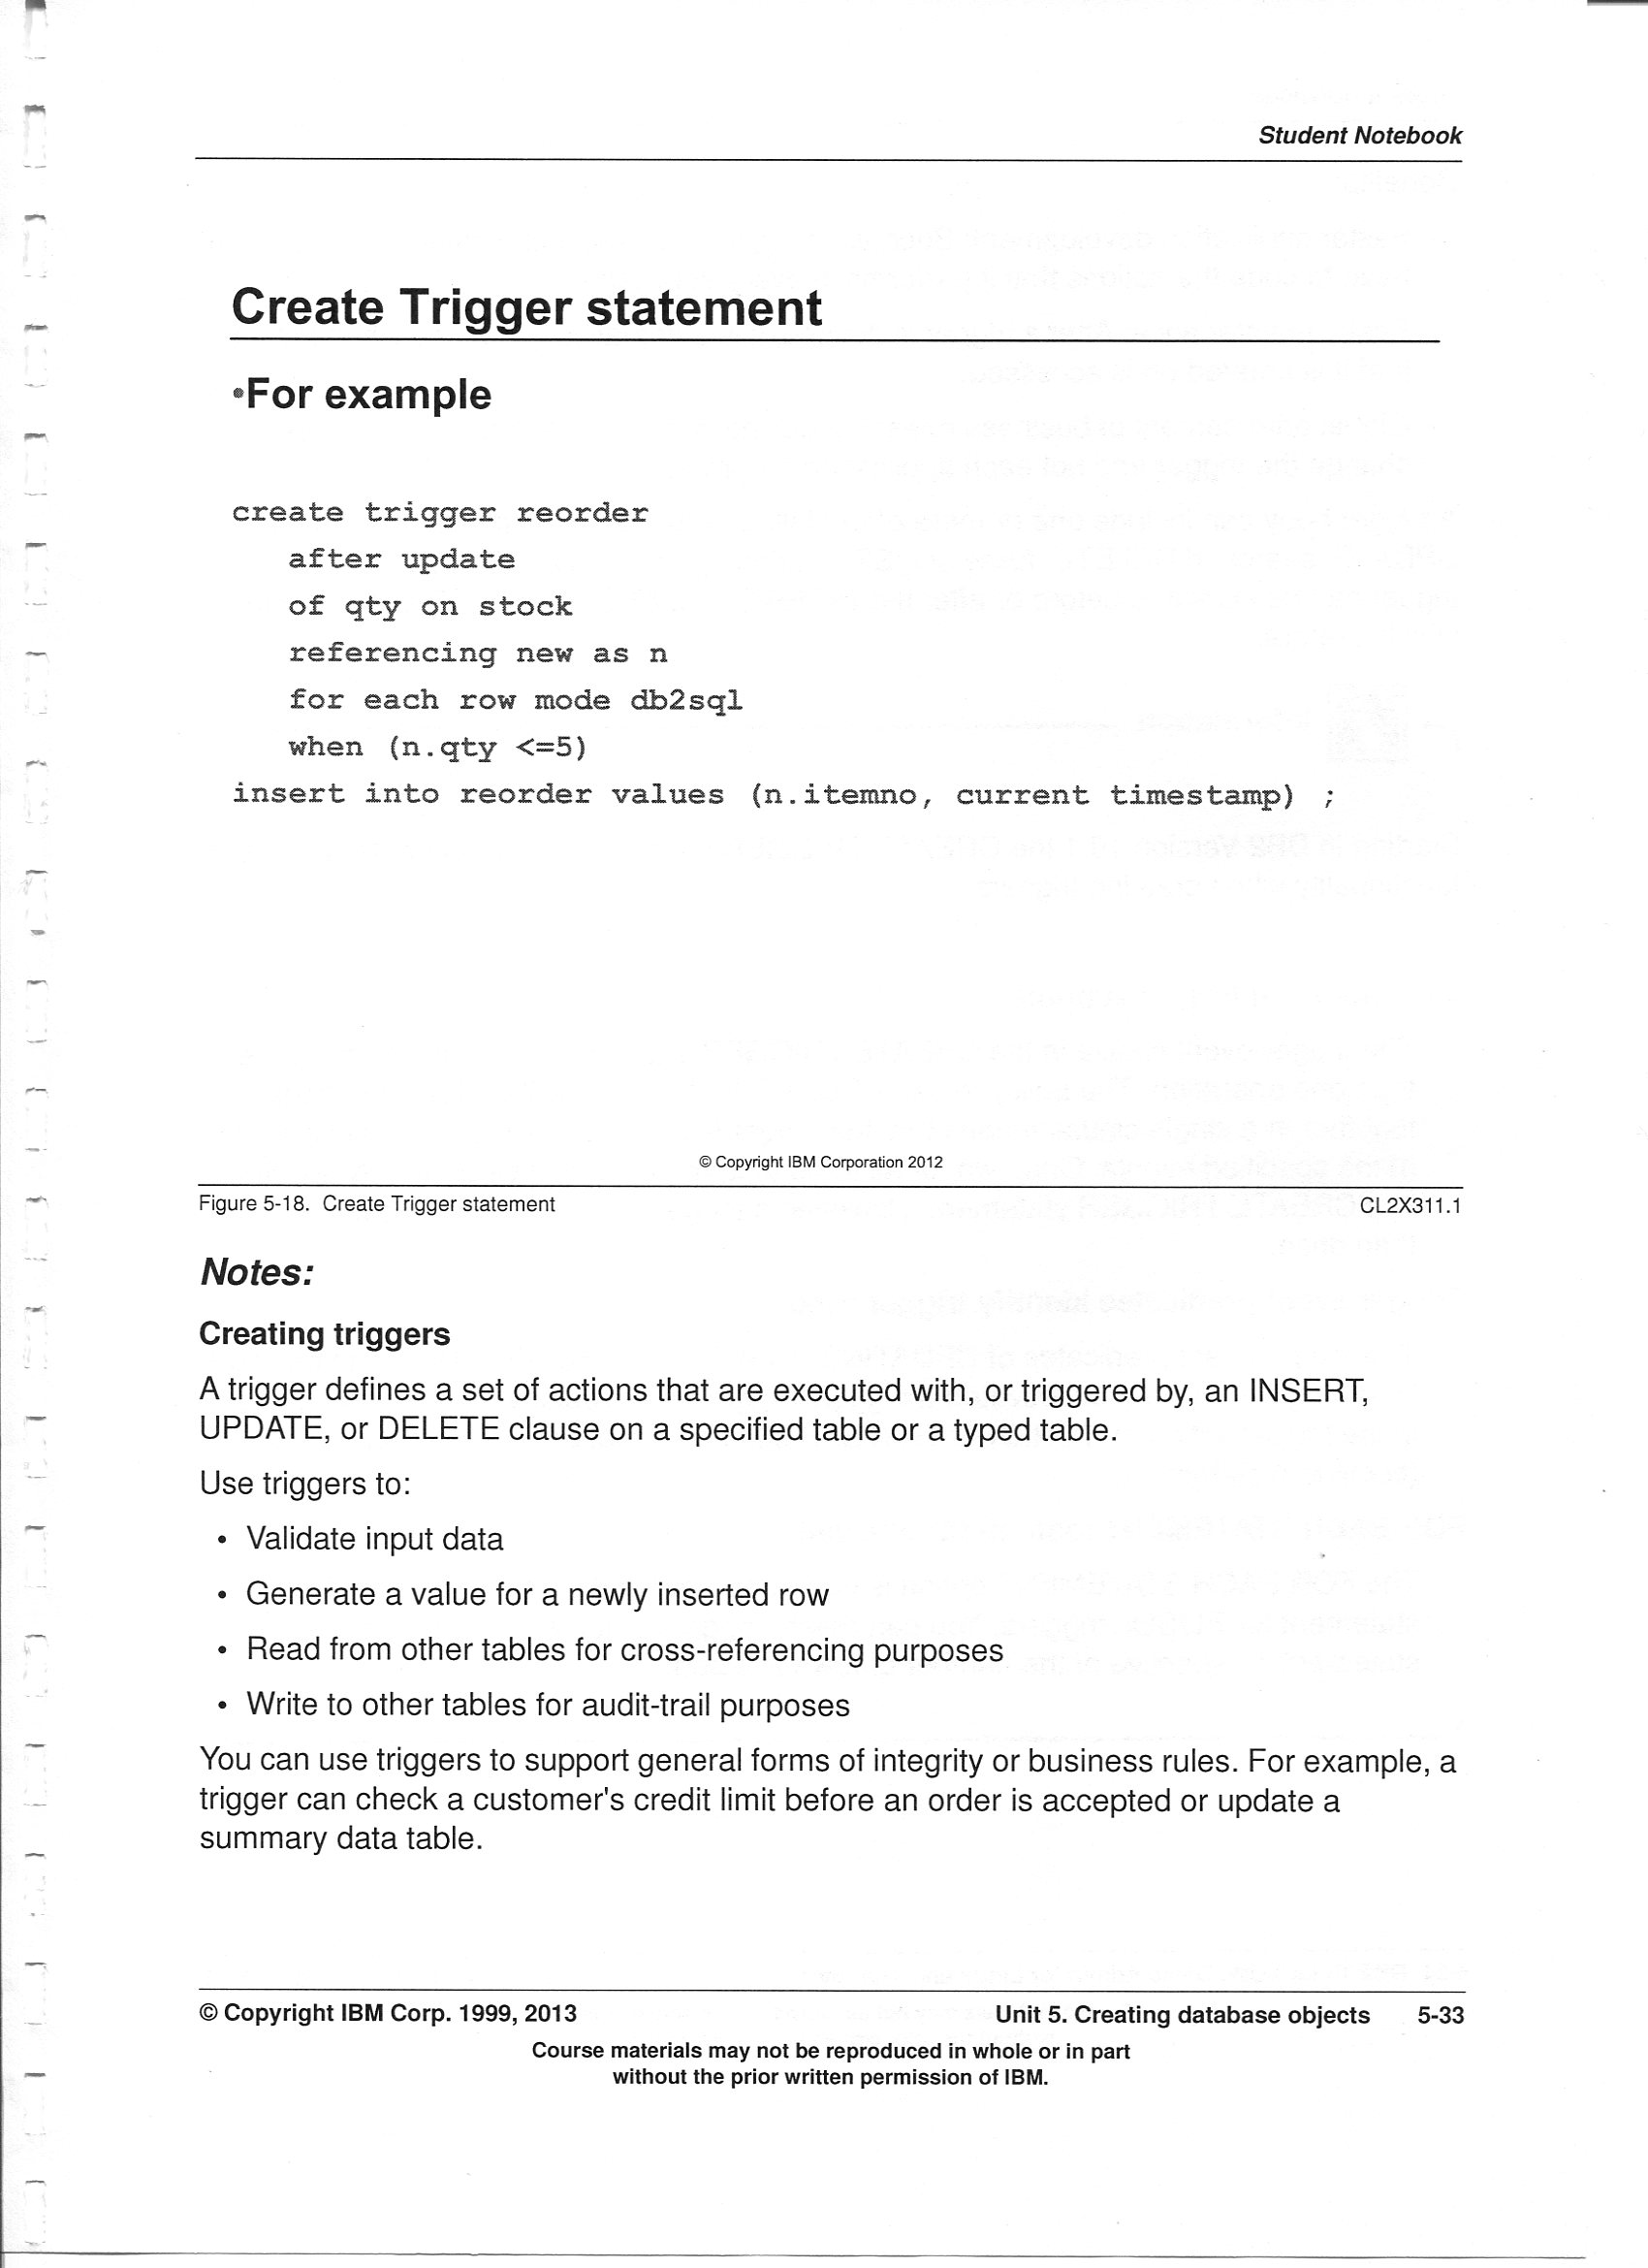 Student Notebook
Create Trigger statement
•For example
create trigger reorder
after update
of qty on stock
referencing new as n
for each row mode db2sql
when (n.qty <=5)
insert into reorder values (n.itemno, current timestamp) ;
© Copyright IBM Corporation 2012
Figure 5-18. Create Trigger statement CL2X311.1
Notes:
Creating triggers
A trigger defines a set of actions that are executed with, or triggered by, an INSERT,
UPDATE, or DELETE clause on a specified table or a typed table.
Use triggers to:
• Validate input data
• Generate a value for a newly inserted row
• Read from other tables for cross-referencing purposes
• Write to other tables for audit-trail purposes
You can use triggers to support general forms of integrity or business rules. For example, a
trigger can check a customer's credit limit before an order is accepted or update a
summary data table.
© Copyright IBM Corp. 1999, 2013 Unit 5. Creating database objects 5-33
Course materials may not be reproduced in whole or in part
without the prior written permission of IBM.